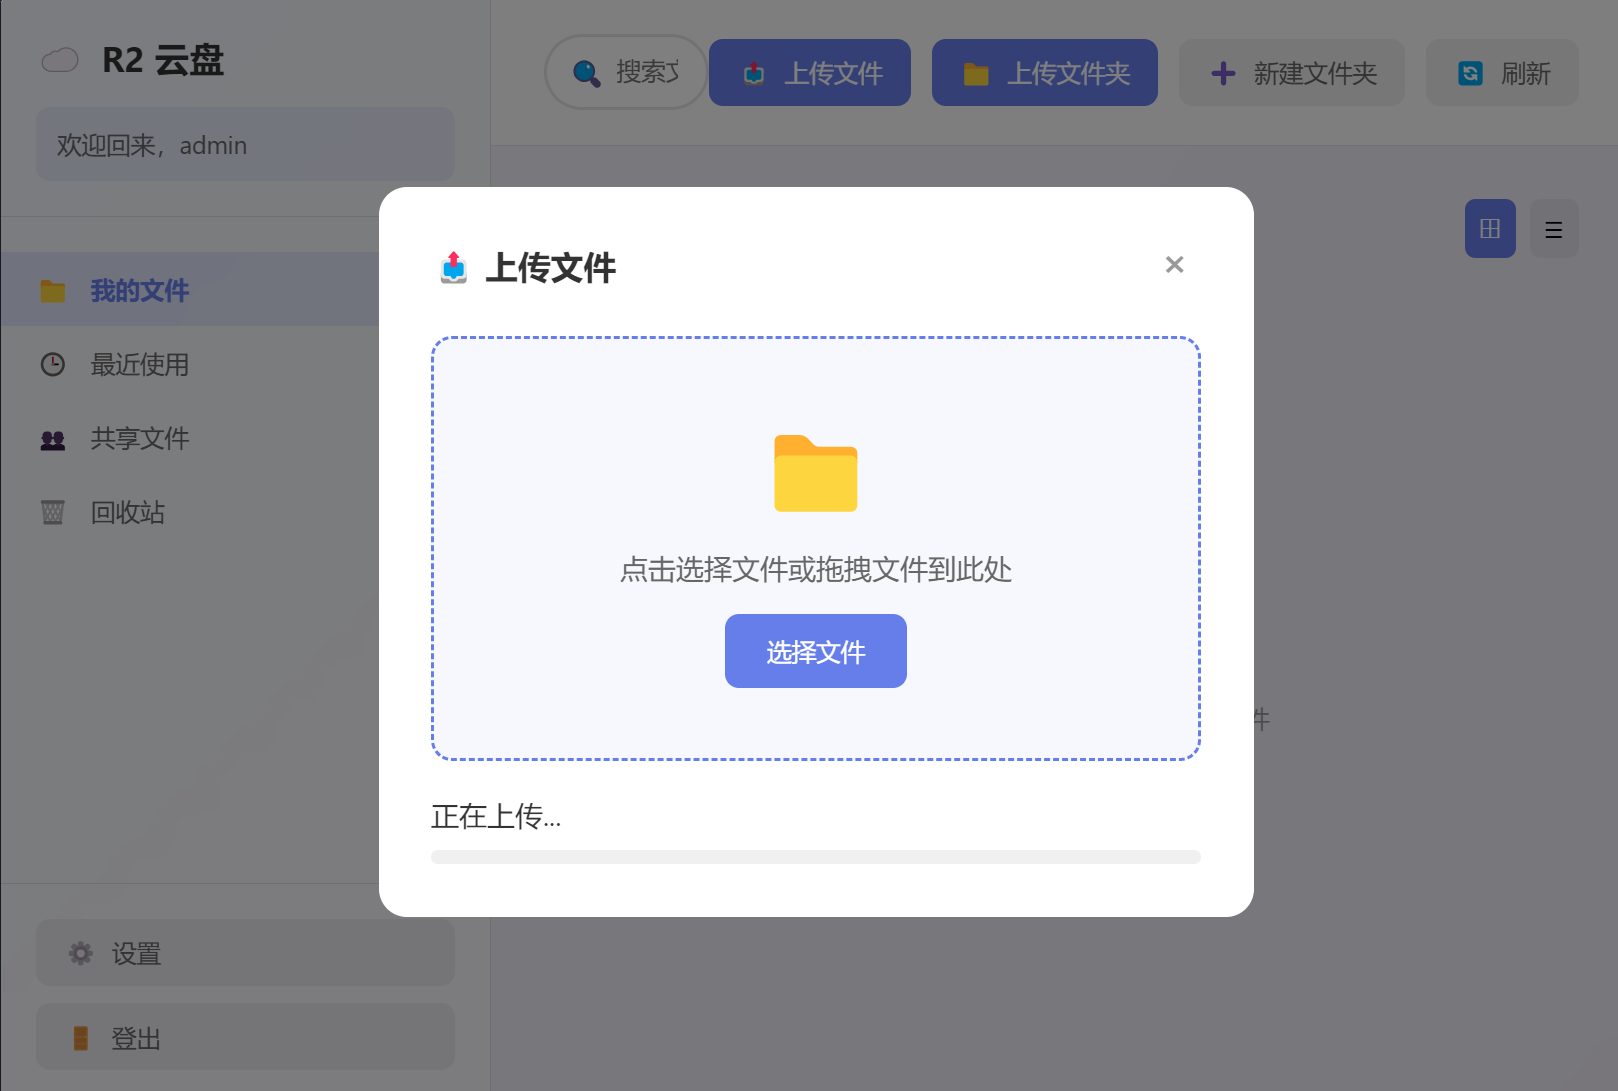 R2 云盘
欢迎回来，admin
我的文件
最近使用
共享文件
回收站
设置
登出
搜索
上传文件
上传文件夹
新建文件夹
刷新
上传文件
点击选择文件或拖拽文件到此处
选择文件
正在上传...
件